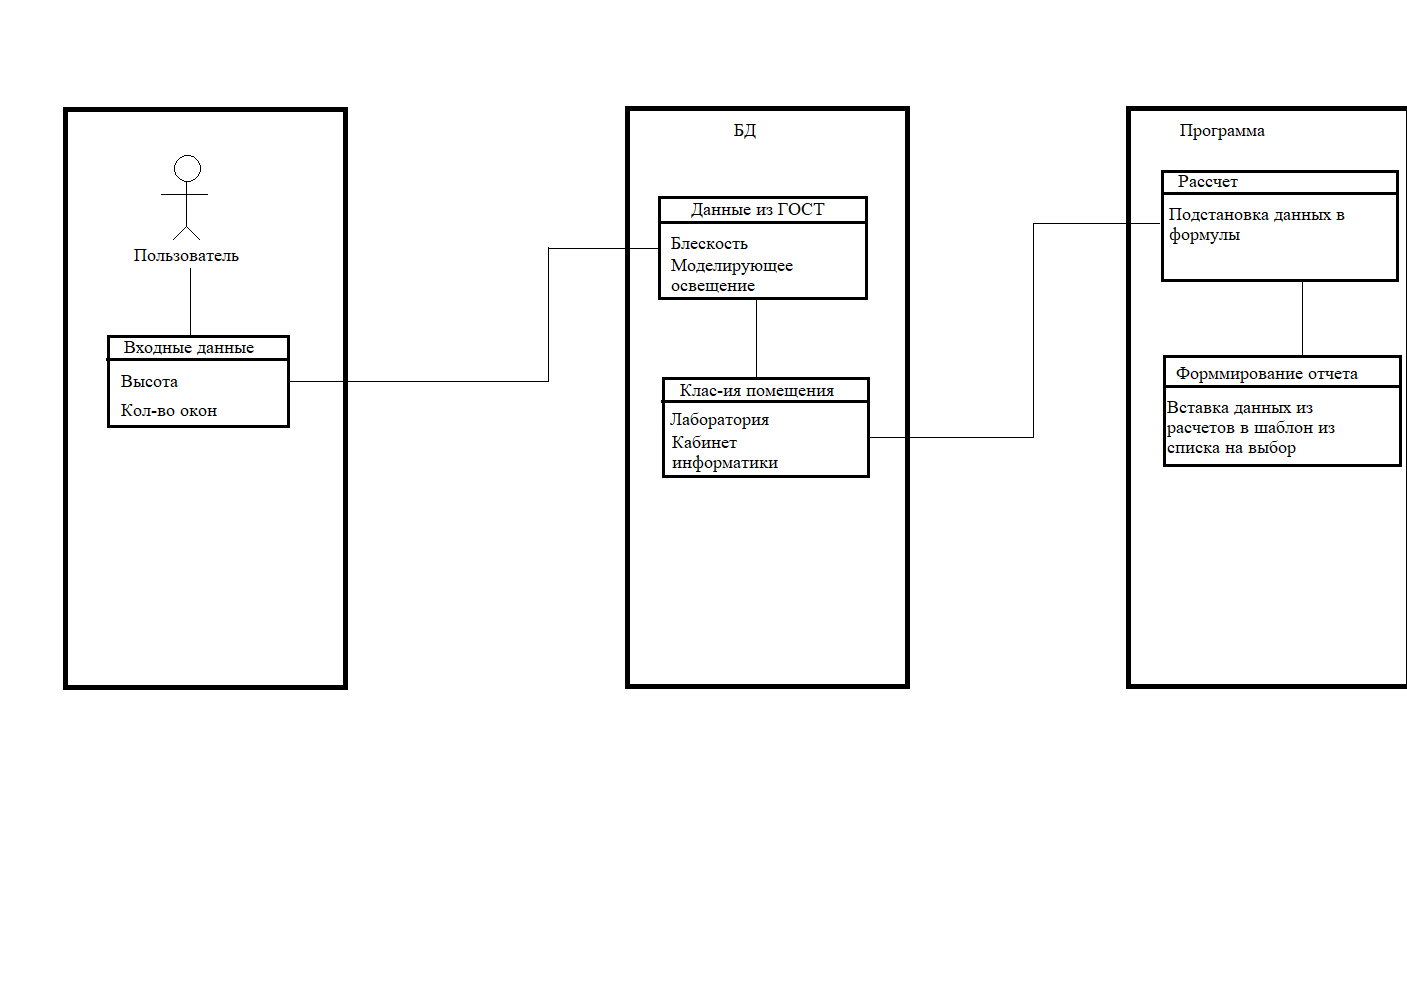 Пользователь
Входные данные
Высота
Кол-во окон
БД
Данные из ГОСТ
Блескость
Моделирующее
освещение
Клас-ия помещения
Лаборатория
Кабинет
информатики
Программа
Рассчет
Подстановка данных в
формулы
Форммирование отчета
Вставка данных из
расчетов в шаблон из
списка на выбор